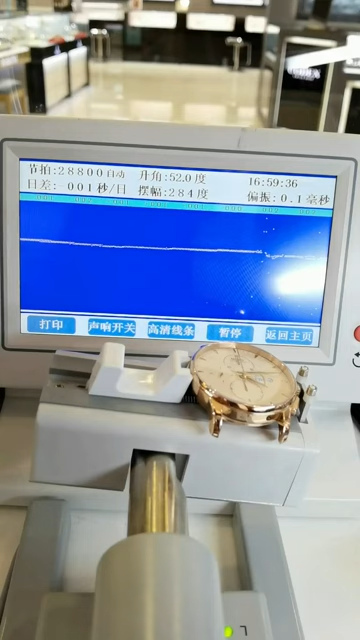 节拍:28800自动 升角:52.0度 16:59:36
日差:-001秒/日 摆幅:284度 偏振:0.1毫秒
打印 声响开关 高清线条 暂停 返回主页